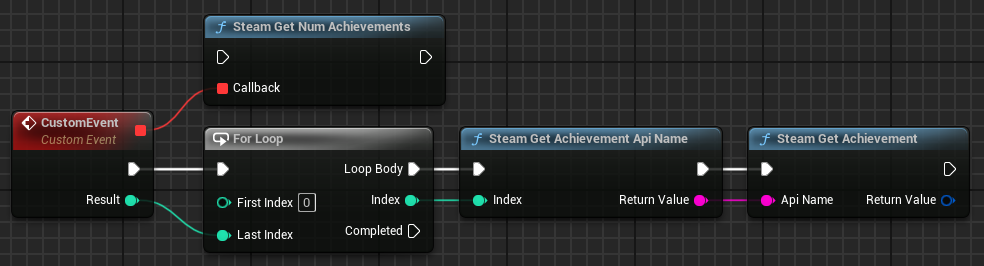 Steam Get Num Achievements
Callback
CustomEvent
Custom Event
Result
For Loop
Loop Body
First Index 0
Index
Last Index
Completed
Steam Get Achievement Api Name
Index
Return Value
Steam Get Achievement
Api Name
Return Value